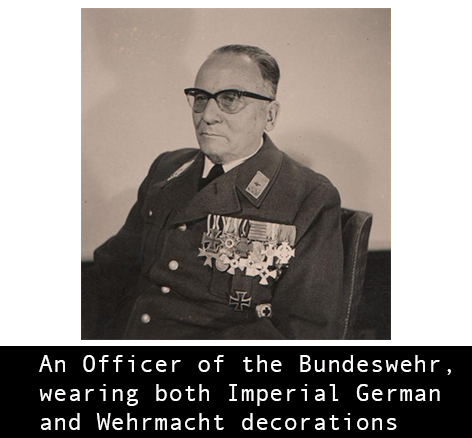 An Officer of the Bundeswehr,
wearing both Imperial German
and Wehrmacht decorations